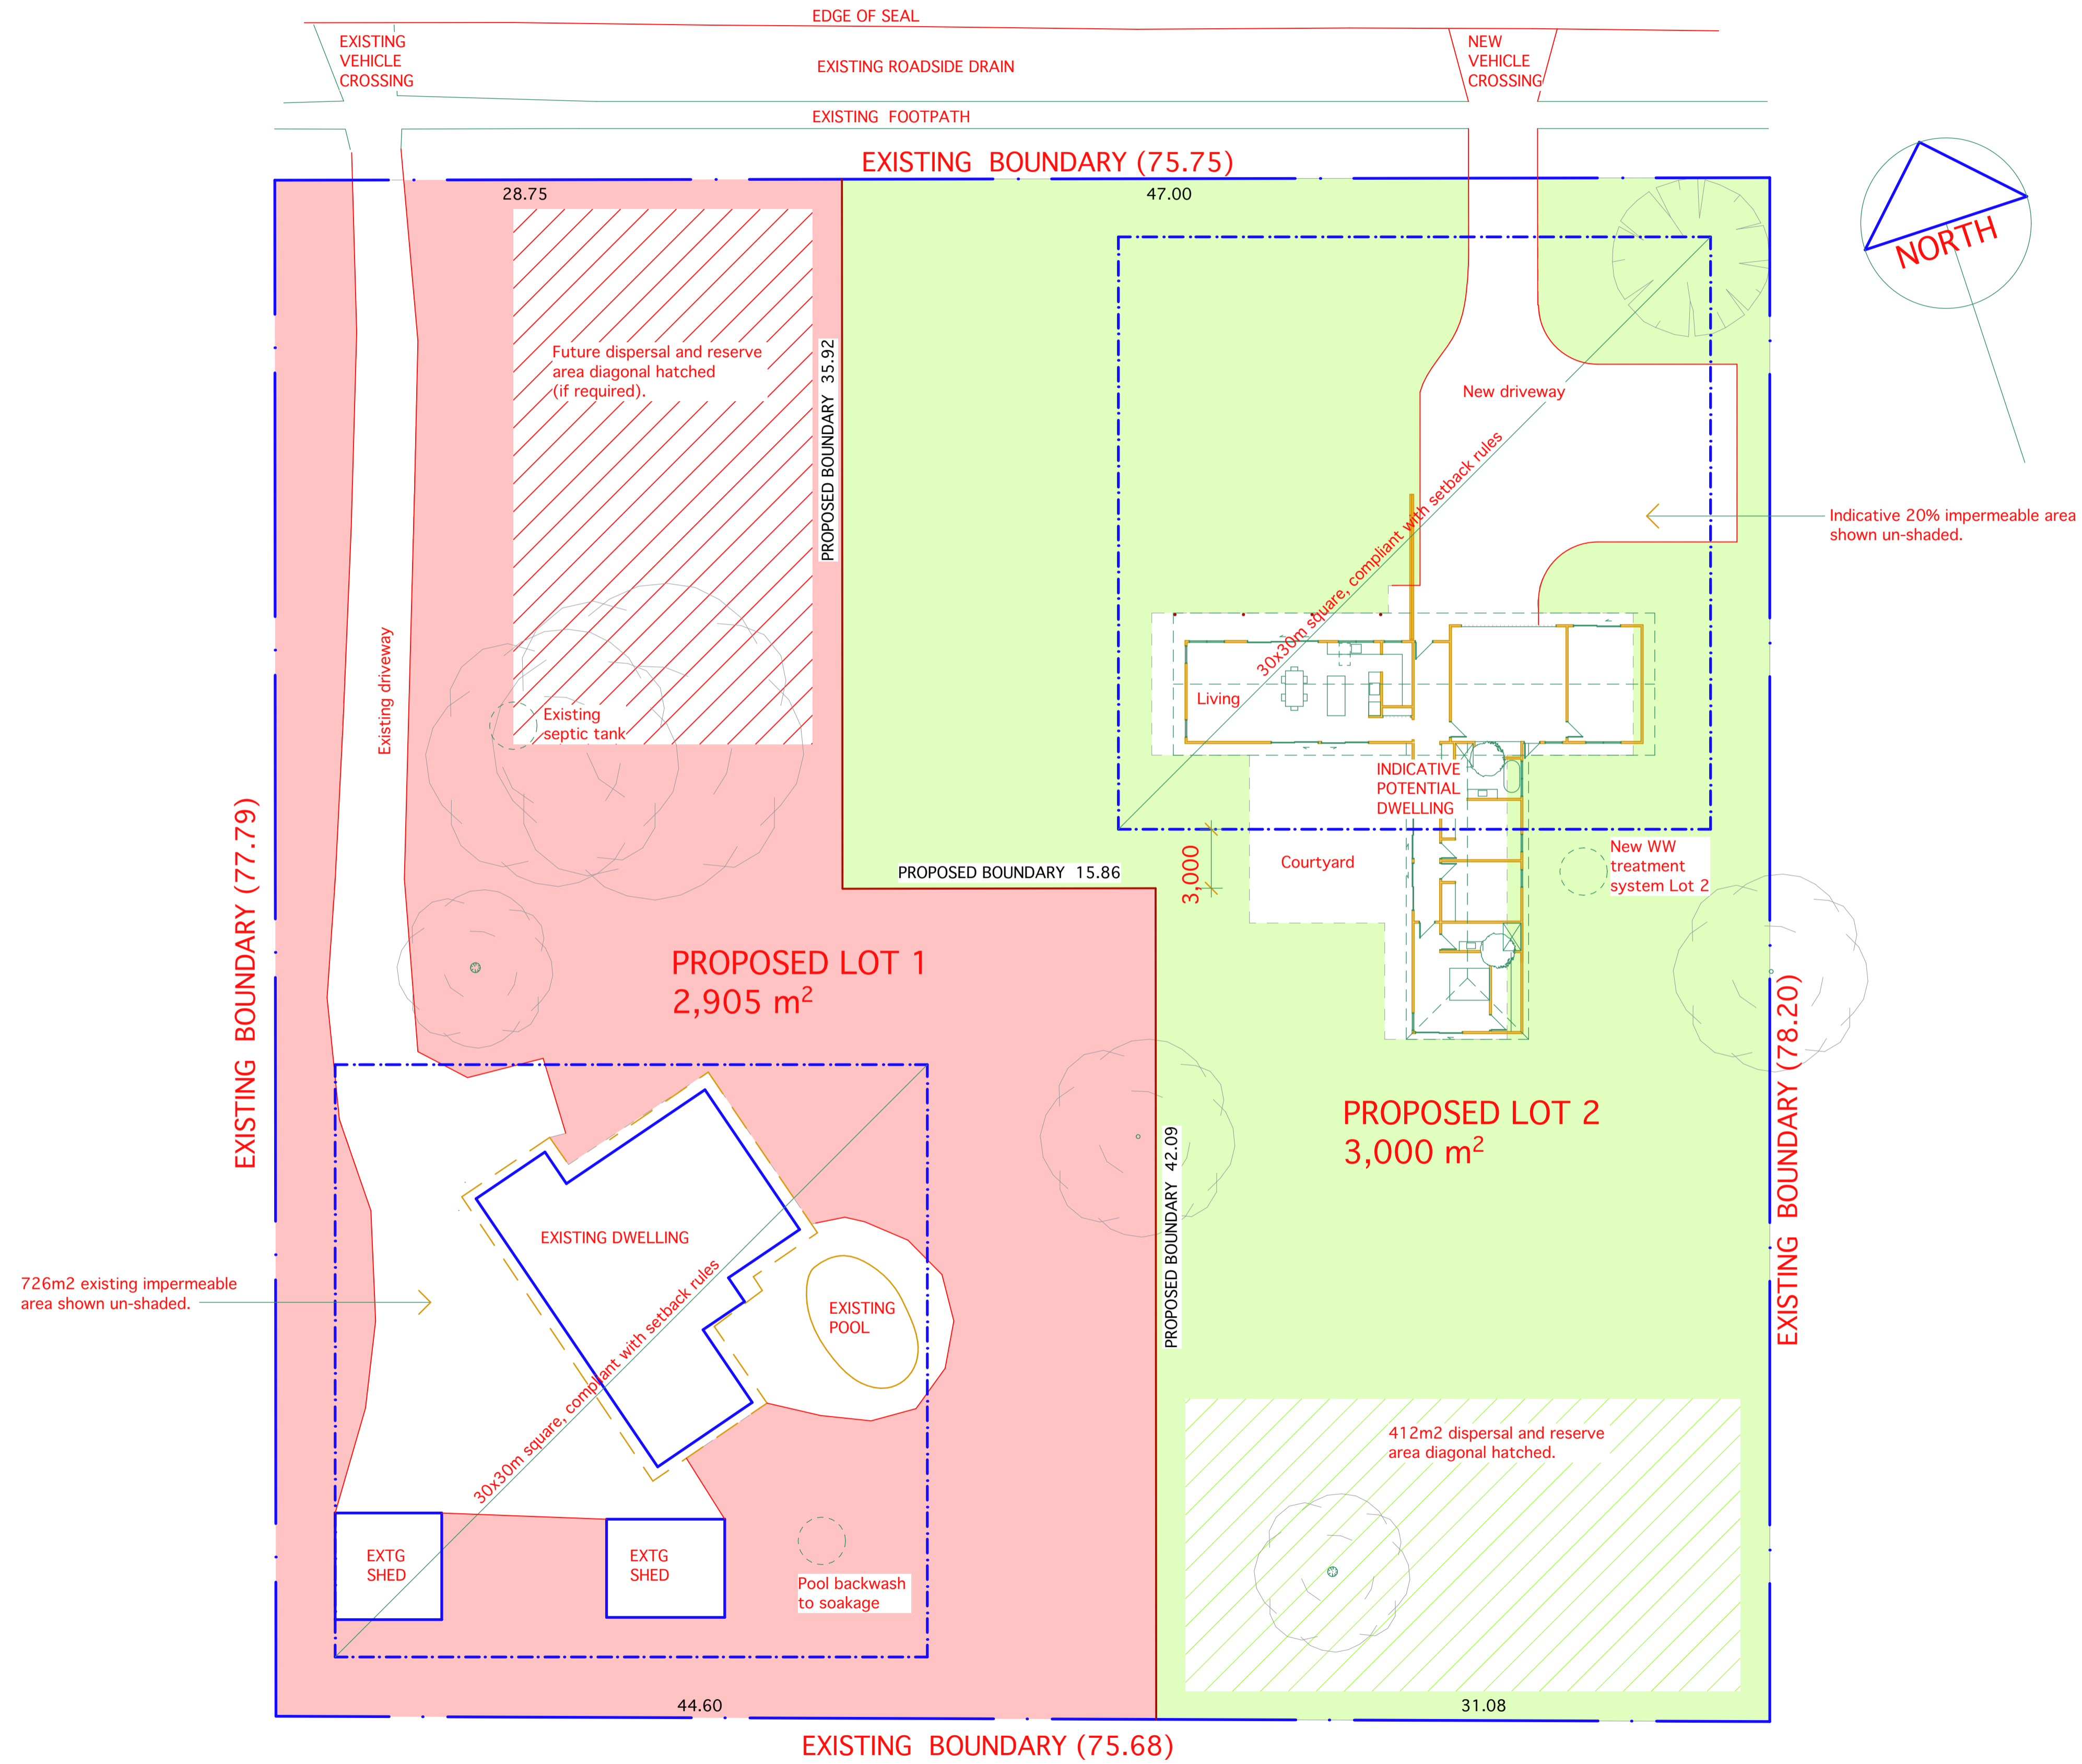 EDGE OF SEAL
EXISTING
VEHICLE
CROSSING
EXISTING ROADSIDE DRAIN
NEW
VEHICLE
CROSSING
EXISTING FOOTPATH
EXISTING BOUNDARY (75.75)
28.75
47.00
NORTH
Future dispersal and reserve
area diagonal hatched
(if required).
PROPOSED BOUNDARY 35.92
New driveway
30x30m square, compliant with setback rules
Indicative 20% impermeable area
shown un-shaded.
Existing driveway
Existing
septic tank
Living
INDICATIVE
POTENTIAL
DWELLING
EXISTING BOUNDARY (77.79)
PROPOSED BOUNDARY 15.86
3,000
Courtyard
New WW
treatment
system Lot 2
PROPOSED LOT 1
2,905 m²
EXISTING BOUNDARY (78.20)
PROPOSED LOT 2
3,000 m²
PROPOSED BOUNDARY 42.09
EXISTING DWELLING
726m2 existing impermeable
area shown un-shaded.
EXISTING
POOL
30x30m square, compliant with setback rules
412m2 dispersal and reserve
area diagonal hatched.
EXTG
SHED
EXTG
SHED
Pool backwash
to soakage
44.60
31.08
EXISTING BOUNDARY (75.68)